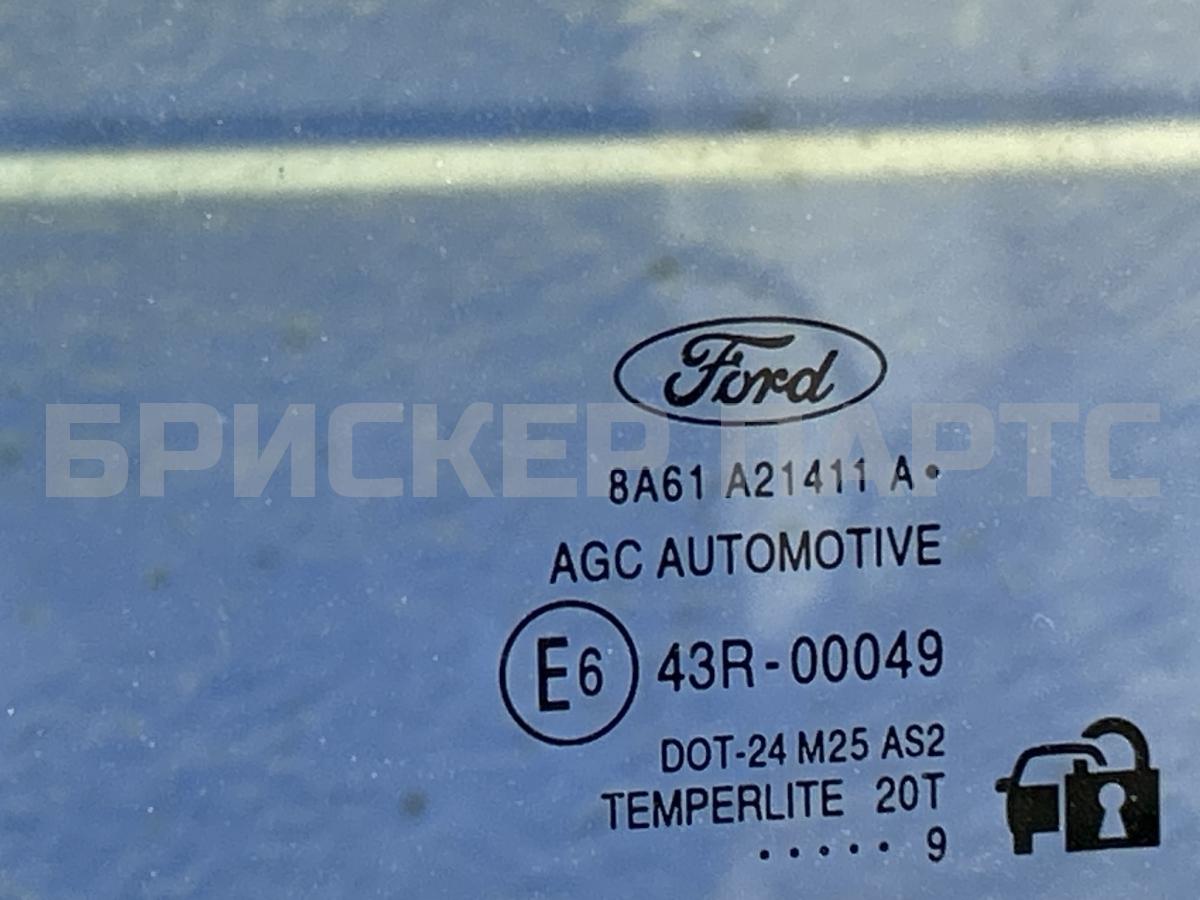 Ford
БРИСКЕР ПАРТС
8A61 A21411 A•
AGC AUTOMOTIVE
E6 43R-00049
DOT-24 M25 AS2
TEMPERLITE 20T
••••• 9